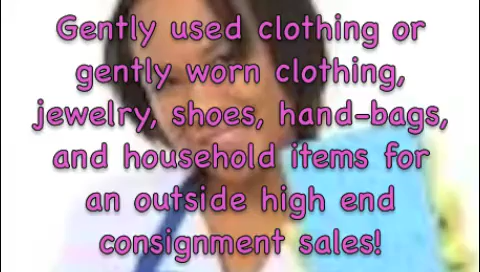 Gently used clothing or
gently worn clothing,
jewelry, shoes, hand-bags,
and household items for
an outside high end
consignment sales!